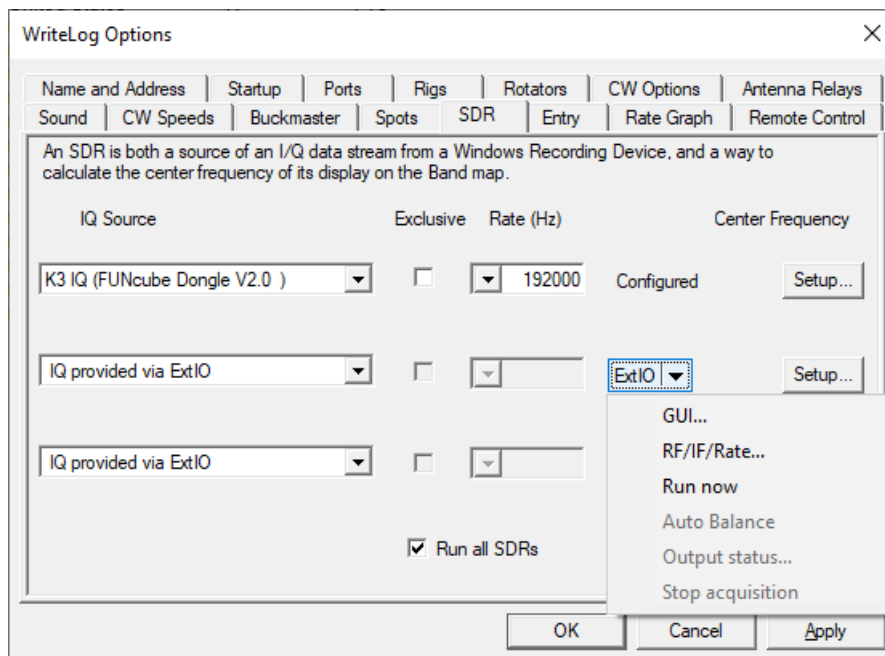 WriteLog Options
Name and Address Startup Ports Rigs Rotators CW Options Antenna Relays
Sound CW Speeds Buckmaster Spots SDR Entry Rate Graph Remote Control
An SDR is both a source of an I/Q data stream from a Windows Recording Device, and a way to
calculate the center frequency of its display on the Band map.
IQ Source Exclusive Rate (Hz) Center Frequency
K3 IQ (FUNcube Dongle V2.0 ) 192000 Configured Setup...
IQ provided via ExtIO ExtIO Setup...
GUI...
RF/IF/Rate...
IQ provided via ExtIO
Run now
Auto Balance
Run all SDRs
Output status...
Stop acquisition
OK Cancel Apply